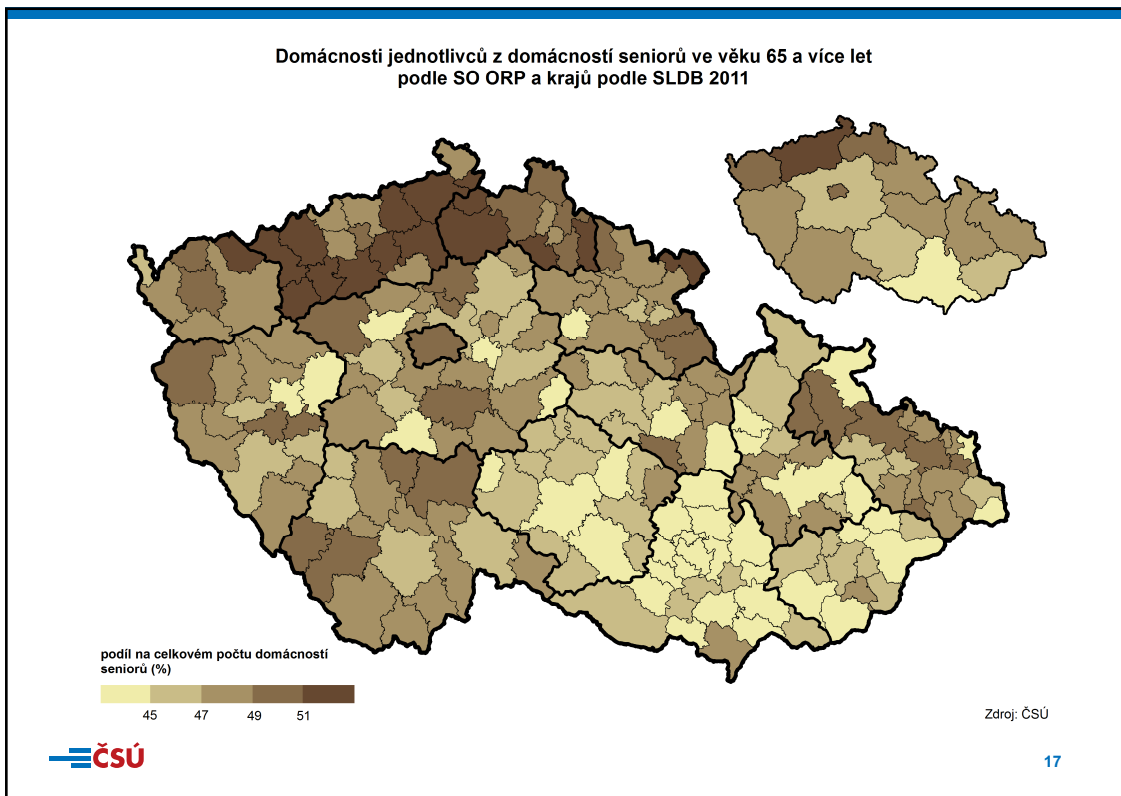 Domácnosti jednotlivců z domácností seniorů ve věku 65 a více let
podle SO ORP a krajů podle SLDB 2011
podíl na celkovém počtu domácností
seniorů (%)
45 47 49 51
Zdroj: ČSÚ
ČSÚ
17